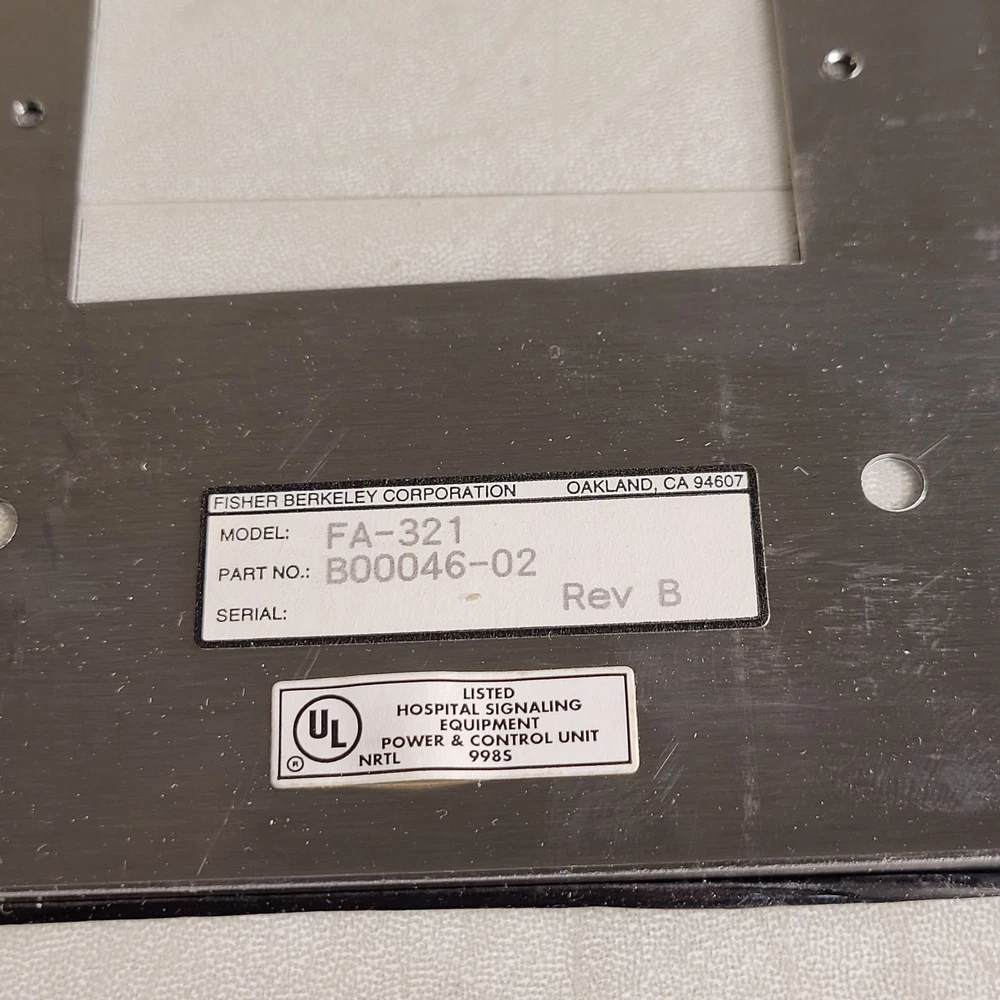 FISHER BERKELEY CORPORATION OAKLAND, CA 94607
MODEL: FA-321
PART NO.: B00046-02
Rev B
SERIAL:
LISTED
HOSPITAL SIGNALING
EQUIPMENT
POWER & CONTROL UNIT
UL
® NRTL 998S